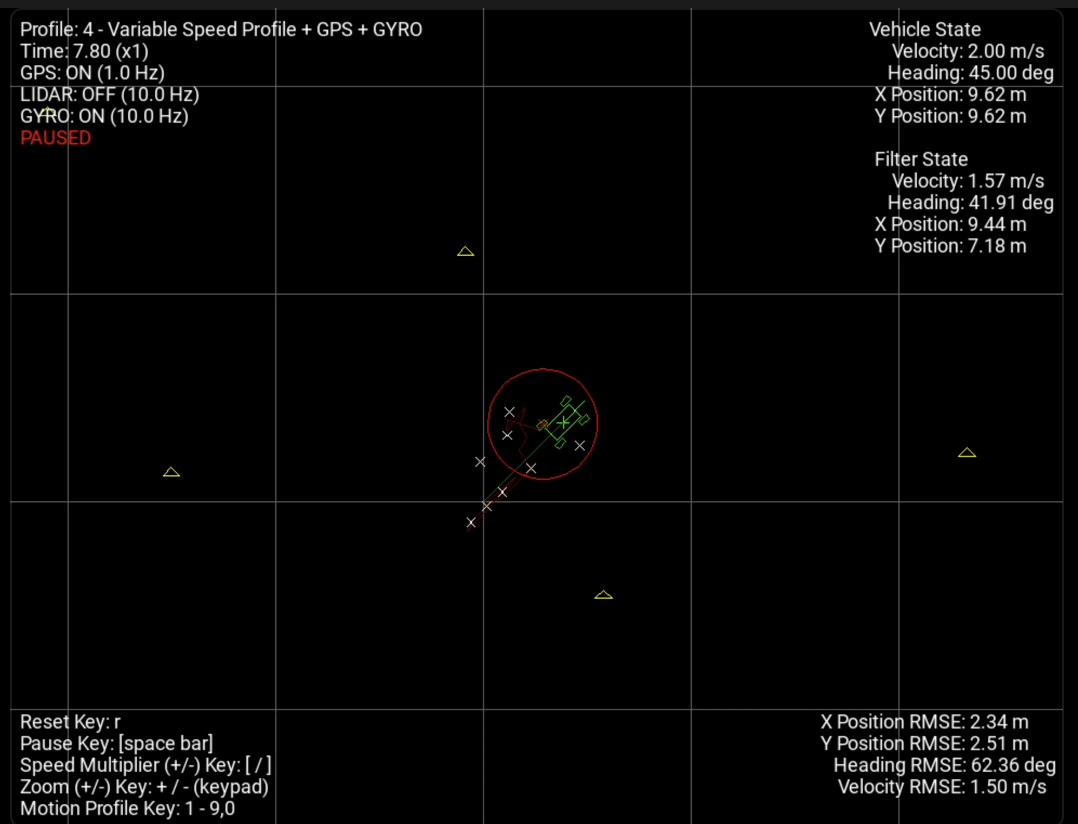 Profile: 4 - Variable Speed Profile + GPS + GYRO
Time: 7.80 (x1)
GPS: ON (1.0 Hz)
LIDAR: OFF (10.0 Hz)
GYRO: ON (10.0 Hz)
PAUSED
Vehicle State
Velocity: 2.00 m/s
Heading: 45.00 deg
X Position: 9.62 m
Y Position: 9.62 m
Filter State
Velocity: 1.57 m/s
Heading: 41.91 deg
X Position: 9.44 m
Y Position: 7.18 m
Reset Key: r
Pause Key: [space bar]
Speed Multiplier (+/-) Key: [ / ]
Zoom (+/-) Key: + / - (keypad)
Motion Profile Key: 1 - 9,0
X Position RMSE: 2.34 m
Y Position RMSE: 2.51 m
Heading RMSE: 62.36 deg
Velocity RMSE: 1.50 m/s